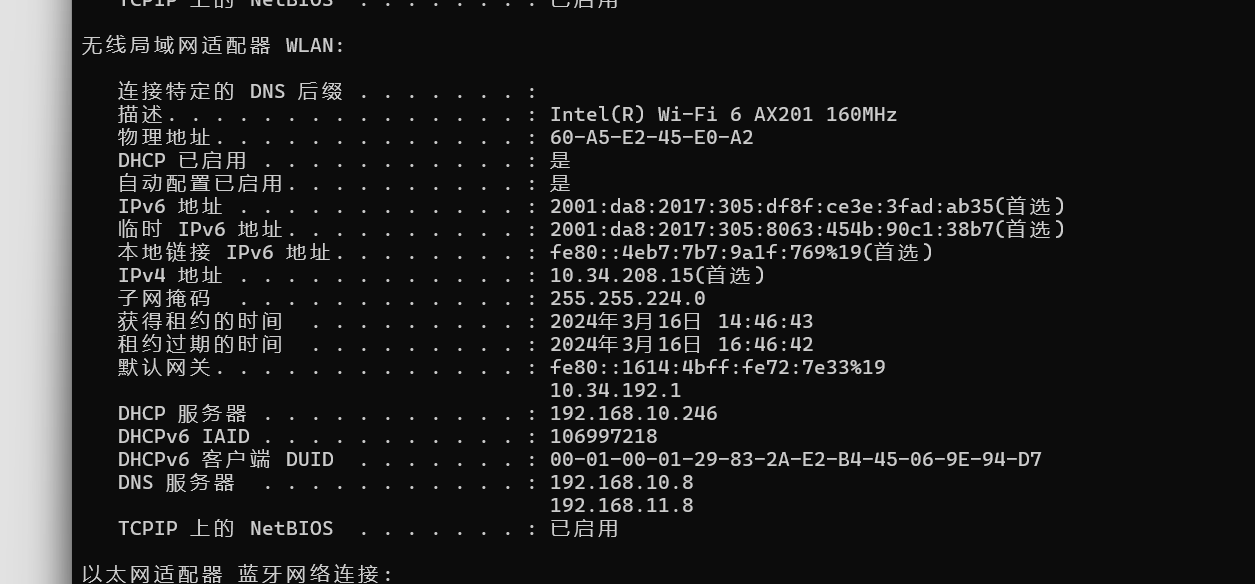 TCPIP 上的 NetBIOS  . . . . . . . . : 已启用
无线局域网适配器 WLAN:
连接特定的 DNS 后缀 . . . . . . . :
描述. . . . . . . . . . . . . . . : Intel(R) Wi-Fi 6 AX201 160MHz
物理地址. . . . . . . . . . . . . : 60-A5-E2-45-E0-A2
DHCP 已启用 . . . . . . . . . . . : 是
自动配置已启用. . . . . . . . . . : 是
IPv6 地址 . . . . . . . . . . . . : 2001:da8:2017:305:df8f:ce3e:3fad:ab35(首选)
临时 IPv6 地址. . . . . . . . . . : 2001:da8:2017:305:8063:454b:90c1:38b7(首选)
本地链接 IPv6 地址. . . . . . . . : fe80::4eb7:7b7:9a1f:769%19(首选)
IPv4 地址 . . . . . . . . . . . . : 10.34.208.15(首选)
子网掩码  . . . . . . . . . . . . : 255.255.224.0
获得租约的时间  . . . . . . . . . : 2024年3月16日 14:46:43
租约过期的时间  . . . . . . . . . : 2024年3月16日 16:46:42
默认网关. . . . . . . . . . . . . : fe80::1614:4bff:fe72:7e33%19
10.34.192.1
DHCP 服务器 . . . . . . . . . . . : 192.168.10.246
DHCPv6 IAID . . . . . . . . . . . : 106997218
DHCPv6 客户端 DUID  . . . . . . . : 00-01-00-01-29-83-2A-E2-B4-45-06-9E-94-D7
DNS 服务器  . . . . . . . . . . . : 192.168.10.8
192.168.11.8
TCPIP 上的 NetBIOS  . . . . . . . : 已启用
以太网适配器 蓝牙网络连接: